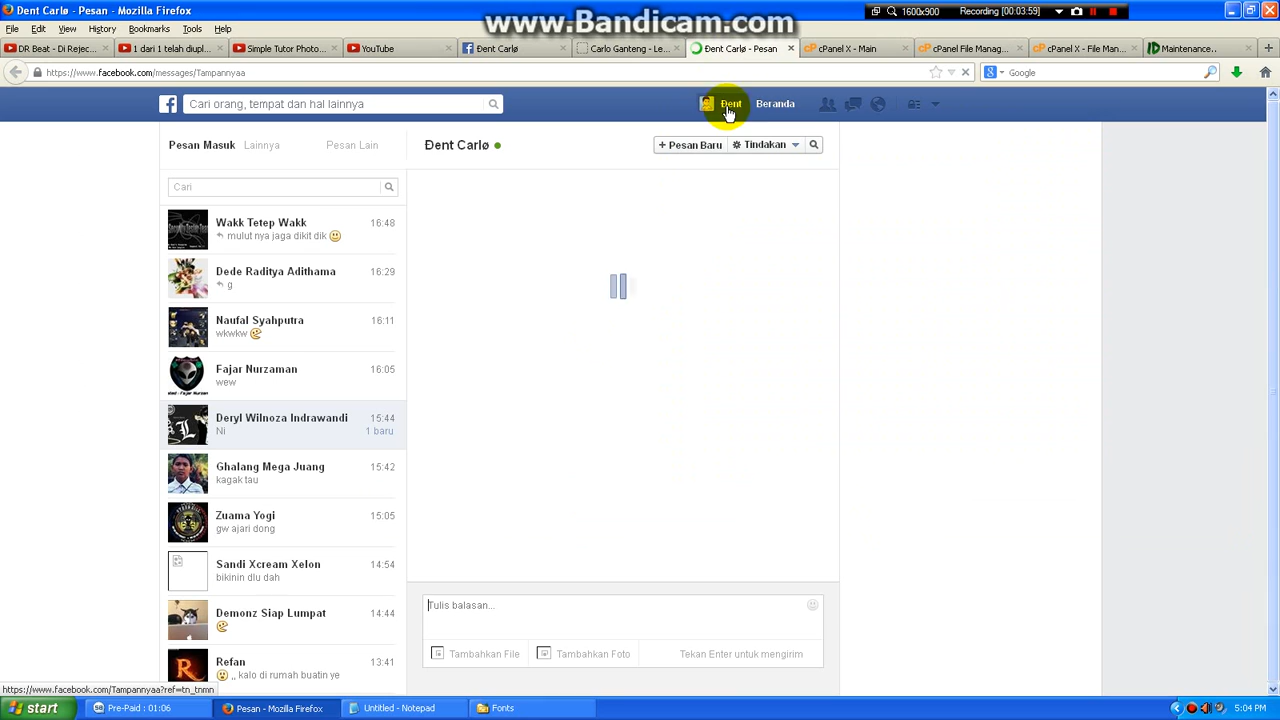 Đent Carlø - Pesan - Mozilla Firefox
www.Bandicam.com
1600x900
Recording [00:03:59]
File Edit View History Bookmarks Tools Help
DR Beat - Di Rejec...
1 dari 1 telah diupl...
Simple Tutor Photo...
YouTube
Đent Carlø
Carlo Ganteng - Le...
Đent Carlø - Pesan
cPanel X - Main
cPanel File Manag...
cPanel X - File Man...
Maintenance..
https://www.facebook.com/messages/Tampannyaa
Google
Cari orang, tempat dan hal lainnya
Đent
Beranda
Pesan Masuk Lainnya
Pesan Lain
Đent Carlø
+ Pesan Baru
Tindakan
Cari
Wakk Tetep Wakk 16:48
mulut nya jaga dikit dik
Dede Raditya Adithama 16:29
g
Naufal Syahputra 16:11
wkwkw
Fajar Nurzaman 16:05
wew
Deryl Wilnoza Indrawandi 15:44
Ni 1 baru
Ghalang Mega Juang 15:42
kagak tau
Zuama Yogi 15:05
gw ajari dong
Sandi Xcream Xelon 14:54
bikinin dlu dah
Demonz Siap Lumpat 14:44
Refan 13:41
,, kalo di rumah buatin ye
Tulis balasan...
Tambahkan File
Tambahkan Foto
Tekan Enter untuk mengirim
https://www.facebook.com/Tampannyaa?ref=tn_tnmn
start
Pre-Paid : 01:06
Pesan - Mozilla Firefox
Untitled - Notepad
Fonts
5:04 PM